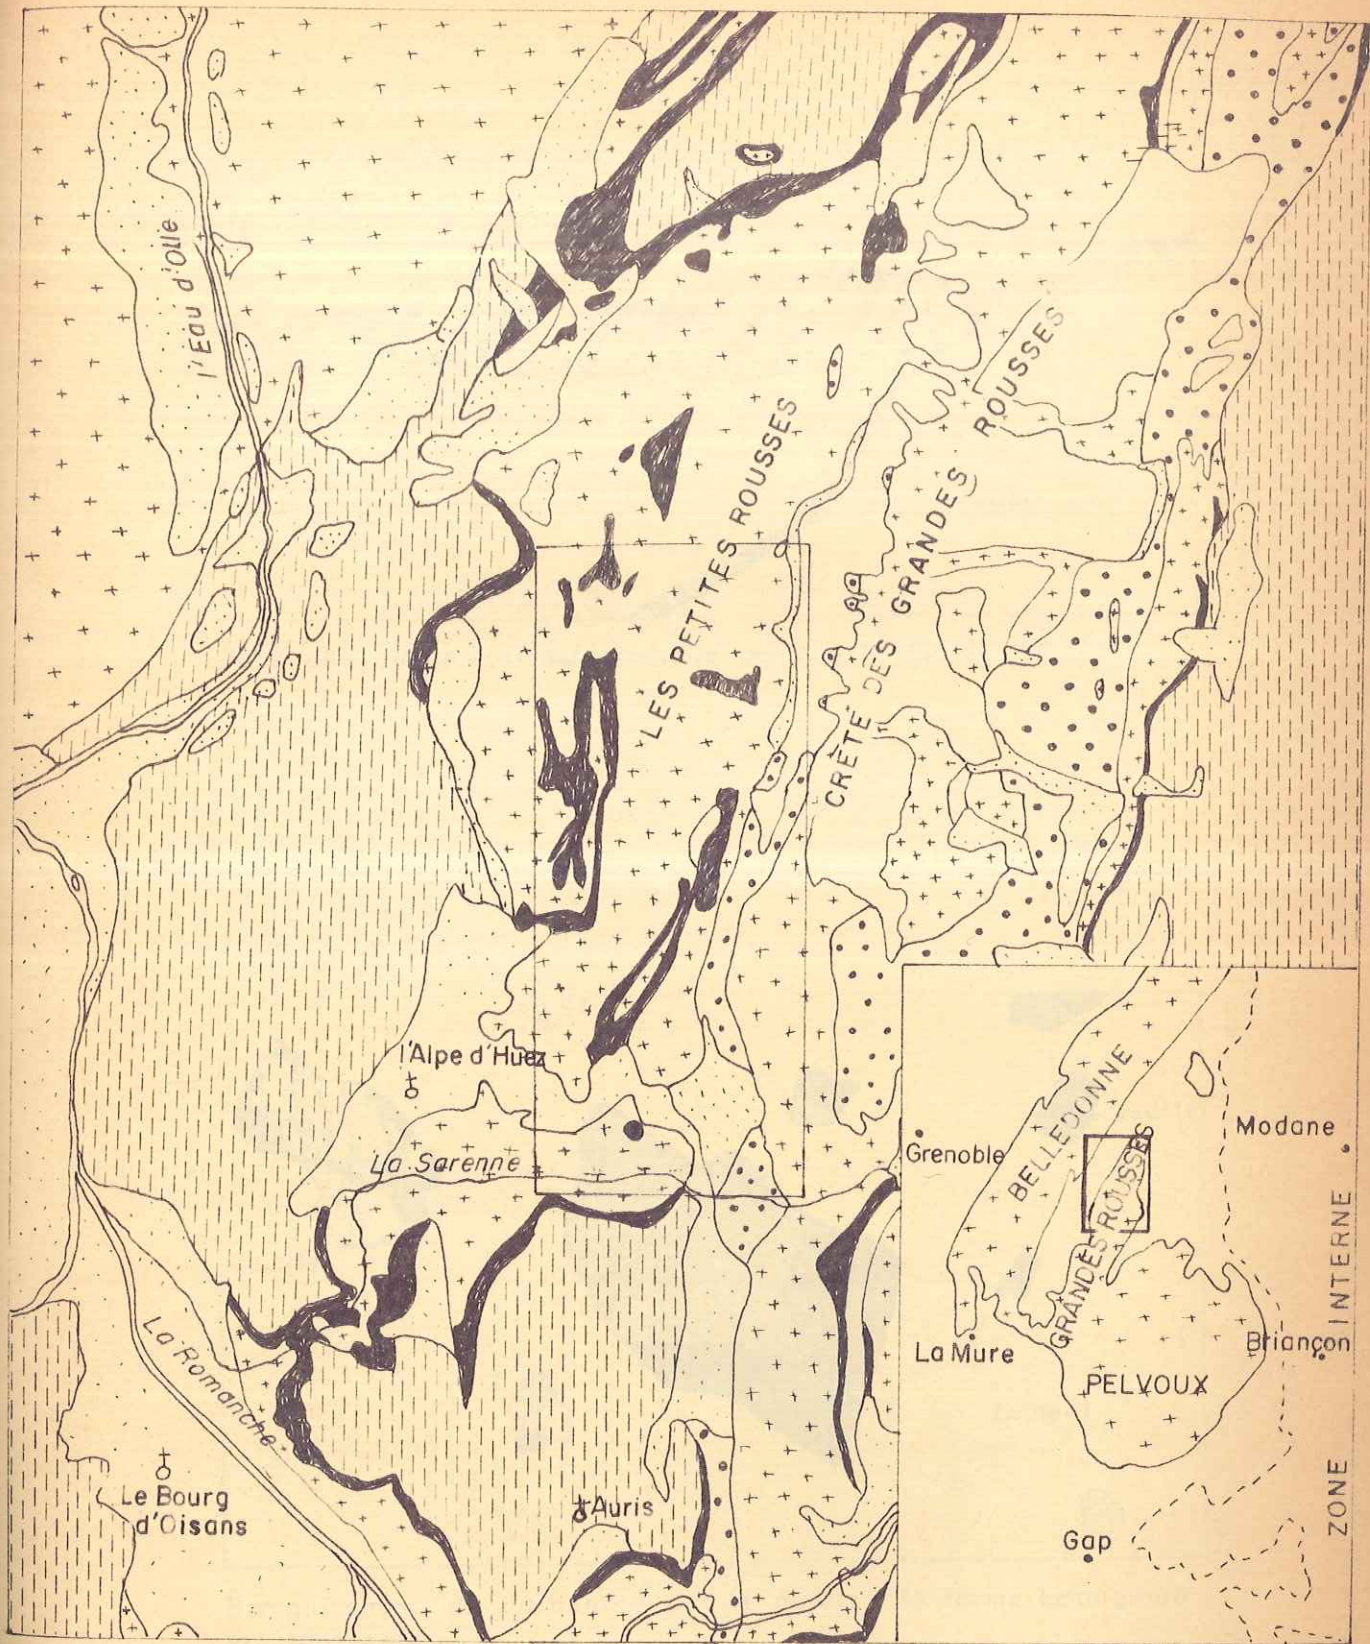 l'Eau d'Olle
LES PETITES ROUSSES
CRÊTE DES GRANDES ROUSSES
l'Alpe d'Huez
La Sarenne
La Romanche
Le Bourg
d'Oisans
Auris
Grenoble
BELLEDONNE
GRANDES ROUSSES
Modane
La Mure
Briançon
PELVOUX
Gap
ZONE INTERNE